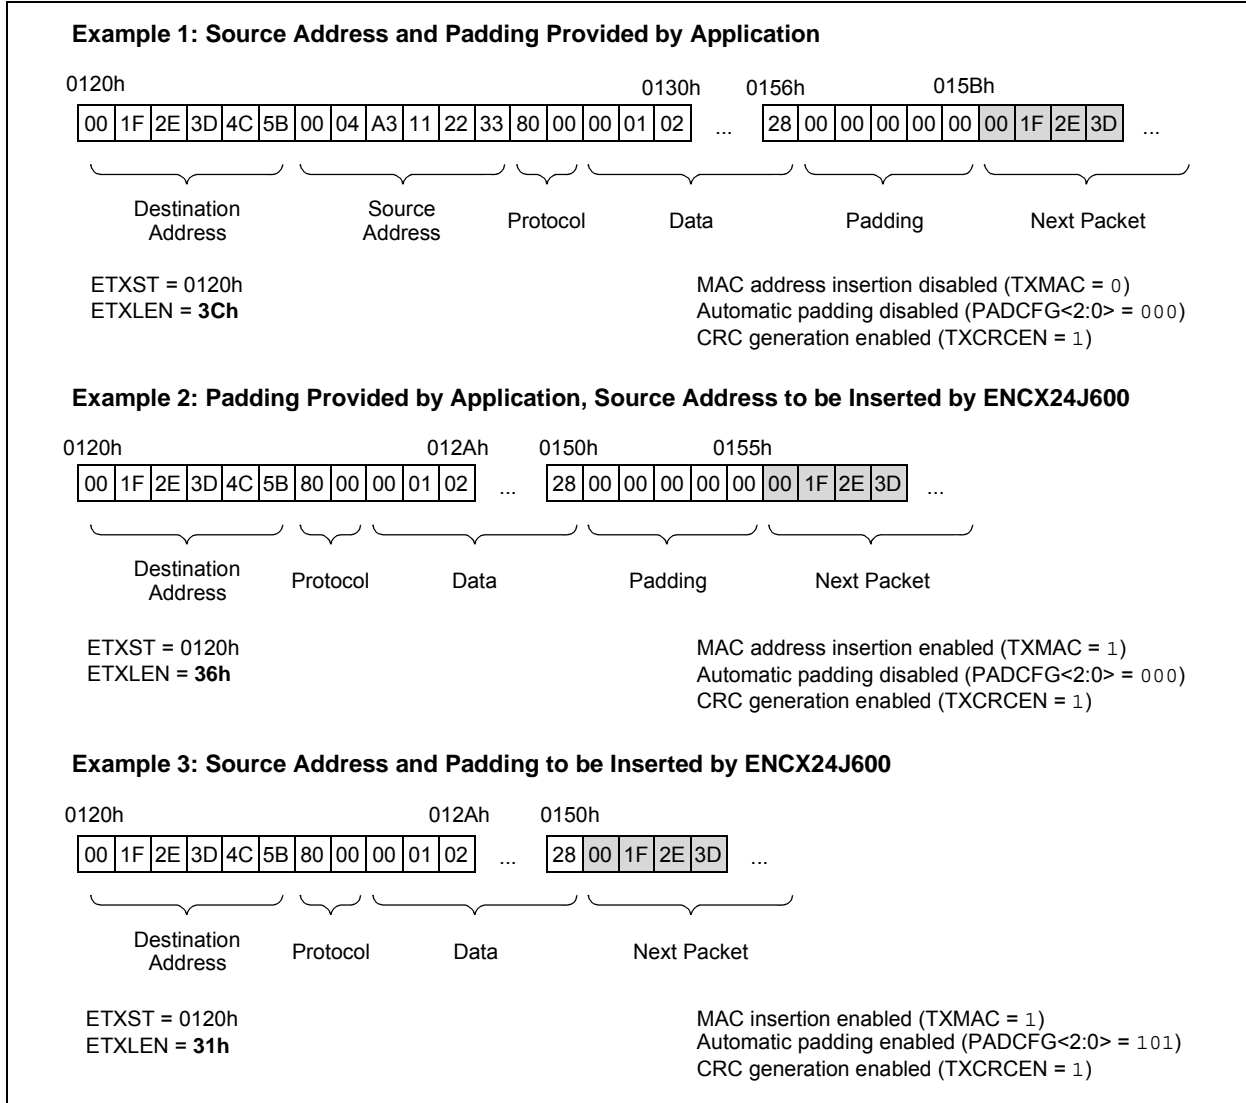 Example 1: Source Address and Padding Provided by Application
0120h 0130h 0156h 015Bh
00 1F 2E 3D 4C 5B 00 04 A3 11 22 33 80 00 00 01 02 ... 28 00 00 00 00 00 00 1F 2E 3D ...
Destination Address Source Address Protocol Data Padding Next Packet
ETXST = 0120h MAC address insertion disabled (TXMAC = 0)
ETXLEN = 3Ch Automatic padding disabled (PADCFG<2:0> = 000)
CRC generation enabled (TXCRCEN = 1)
Example 2: Padding Provided by Application, Source Address to be Inserted by ENCX24J600
0120h 012Ah 0150h 0155h
00 1F 2E 3D 4C 5B 80 00 00 01 02 ... 28 00 00 00 00 00 00 1F 2E 3D ...
Destination Address Protocol Data Padding Next Packet
ETXST = 0120h MAC address insertion enabled (TXMAC = 1)
ETXLEN = 36h Automatic padding disabled (PADCFG<2:0> = 000)
CRC generation enabled (TXCRCEN = 1)
Example 3: Source Address and Padding to be Inserted by ENCX24J600
0120h 012Ah 0150h
00 1F 2E 3D 4C 5B 80 00 00 01 02 ... 28 00 1F 2E 3D ...
Destination Address Protocol Data Next Packet
ETXST = 0120h MAC insertion enabled (TXMAC = 1)
ETXLEN = 31h Automatic padding enabled (PADCFG<2:0> = 101)
CRC generation enabled (TXCRCEN = 1)